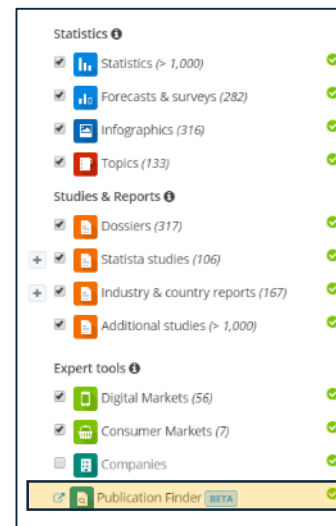 Statistics
Statistics (> 1,000)
Forecasts & surveys (282)
Infographics (316)
Topics (133)
Studies & Reports
Dossiers (317)
Statista studies (106)
Industry & country reports (167)
Additional studies (> 1,000)
Expert tools
Digital Markets (56)
Consumer Markets (7)
Companies
Publication Finder BETA